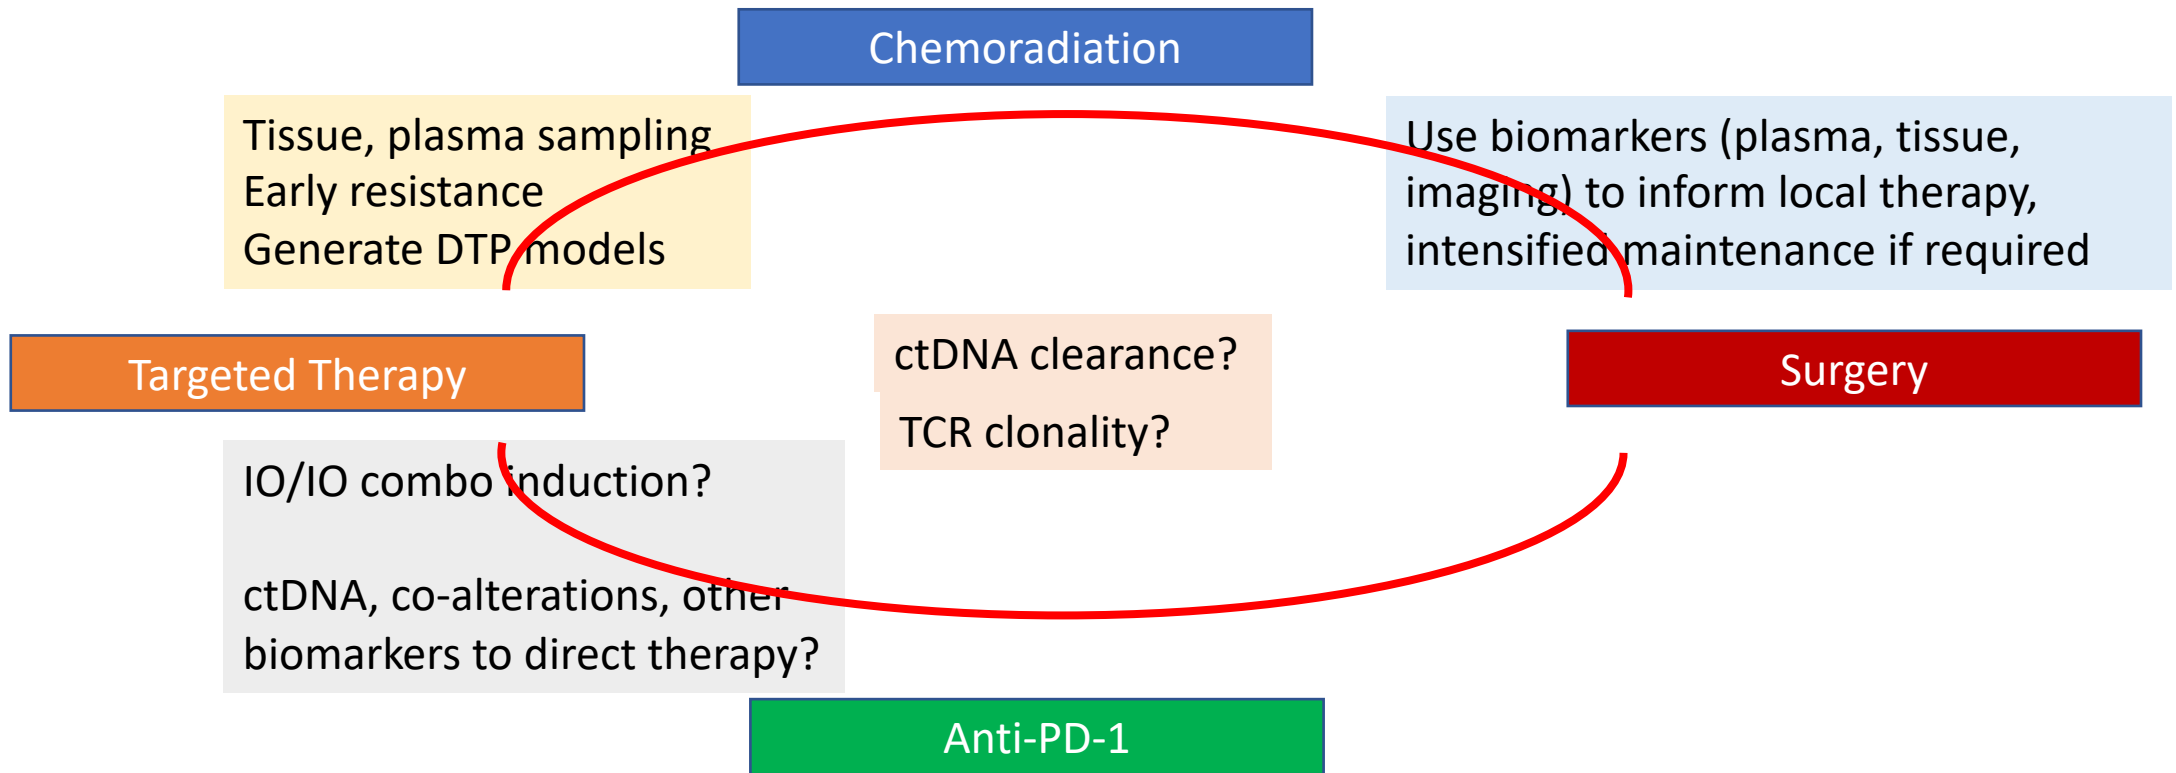 Chemoradiation
Tissue, plasma sampling
Early resistance
Generate DTP models
Use biomarkers (plasma, tissue,
imaging) to inform local therapy,
intensified maintenance if required
Targeted Therapy
ctDNA clearance?
TCR clonality?
Surgery
IO/IO combo induction?
ctDNA, co-alterations, other
biomarkers to direct therapy?
Anti-PD-1